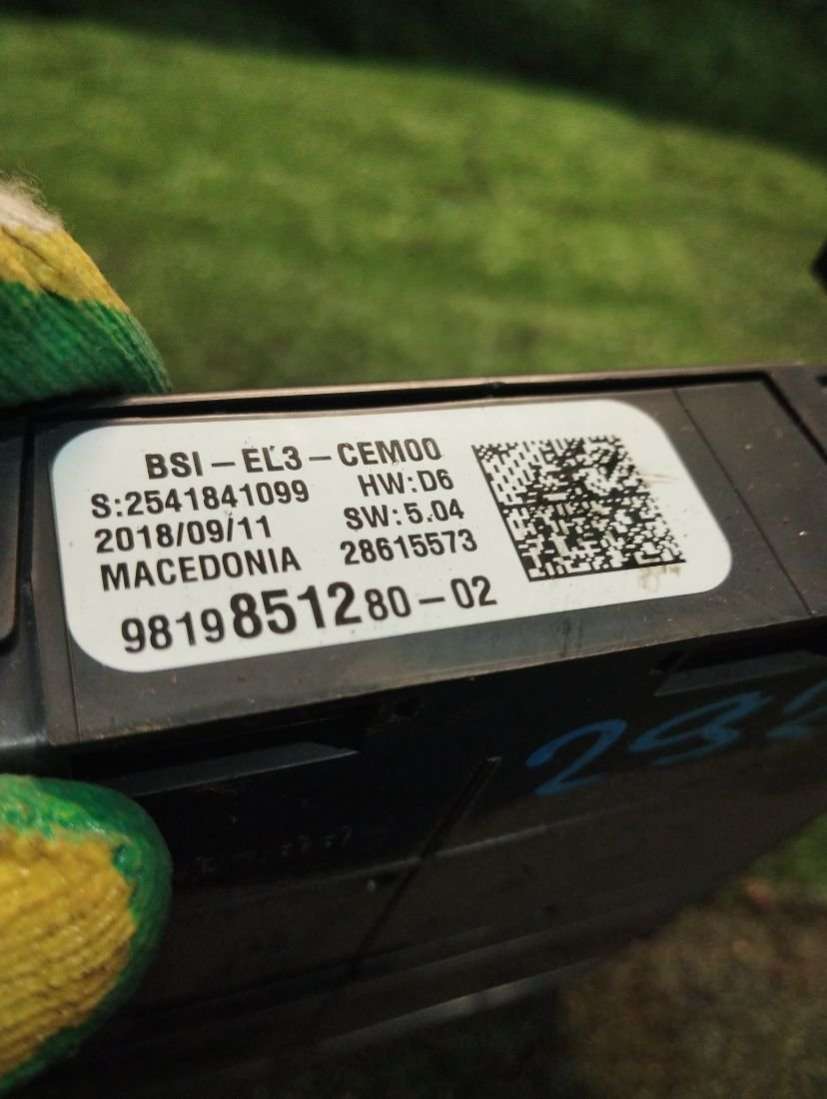 BSI-EL3-CEM00
S:2541841099 HW:D6
2018/09/11 SW:5.04
MACEDONIA 28615573
9819851280-02